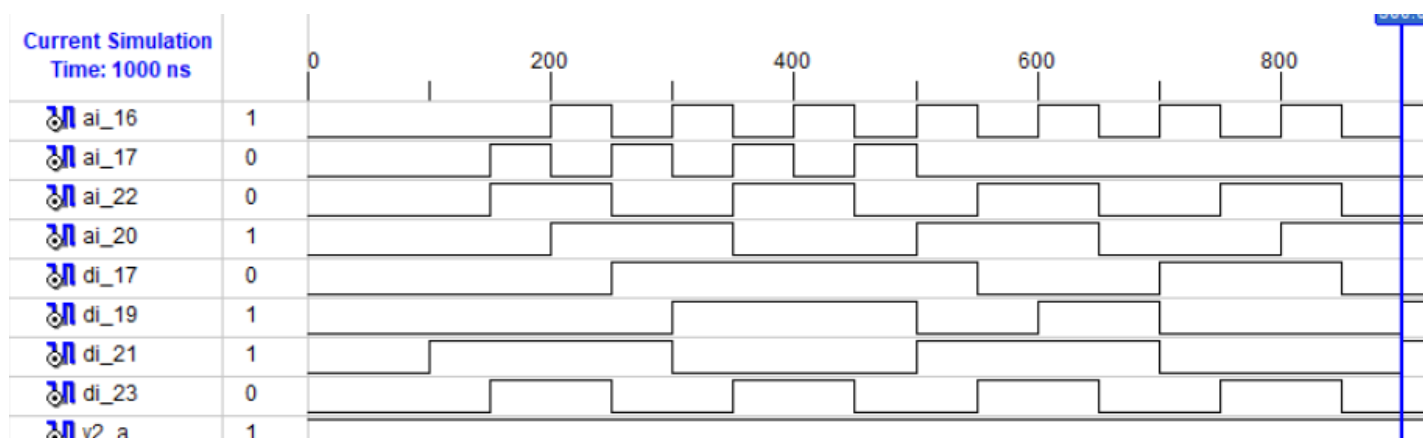 Current Simulation
Time: 1000 ns
0 200 400 600 800
ai_16 1
ai_17 0
ai_22 0
ai_20 1
di_17 0
di_19 1
di_21 1
di_23 0
1